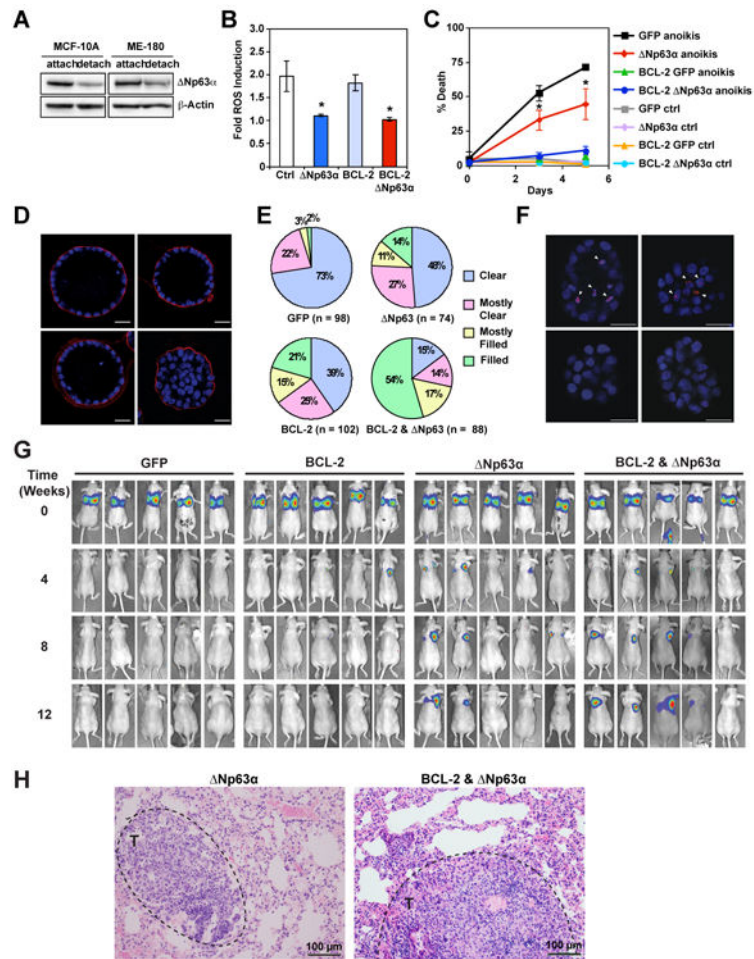 A
MCF-10A ME-180
attach detach attach detach
ΔNp63α
β-Actin
B
Fold ROS Induction
3.0
2.5
2.0
1.5
1.0
0.5
0
* *
Ctrl ΔNp63α BCL-2 BCL-2 ΔNp63α
C
% Death
100
75
50
25
0
* *
0 2 4 6
Days
GFP anoikis
ΔNp63α anoikis
BCL-2 GFP anoikis
BCL-2 ΔNp63α anoikis
GFP ctrl
ΔNp63α ctrl
BCL-2 GFP ctrl
BCL-2 ΔNp63α ctrl
D
E
3% 2%
22%
73%
GFP (n = 98)
14%
11%
48%
27%
ΔNp63 (n = 74)
21%
39%
15%
25%
BCL-2 (n = 102)
15%
14%
54%
17%
BCL-2 & ΔNp63 (n = 88)
Clear
Mostly
Clear
Mostly
Filled
Filled
F
G
Time
(Weeks)
GFP BCL-2 ΔNp63α BCL-2 & ΔNp63α
0
4
8
12
H
ΔNp63α BCL-2 & ΔNp63α
T T
100 µm 100 µm